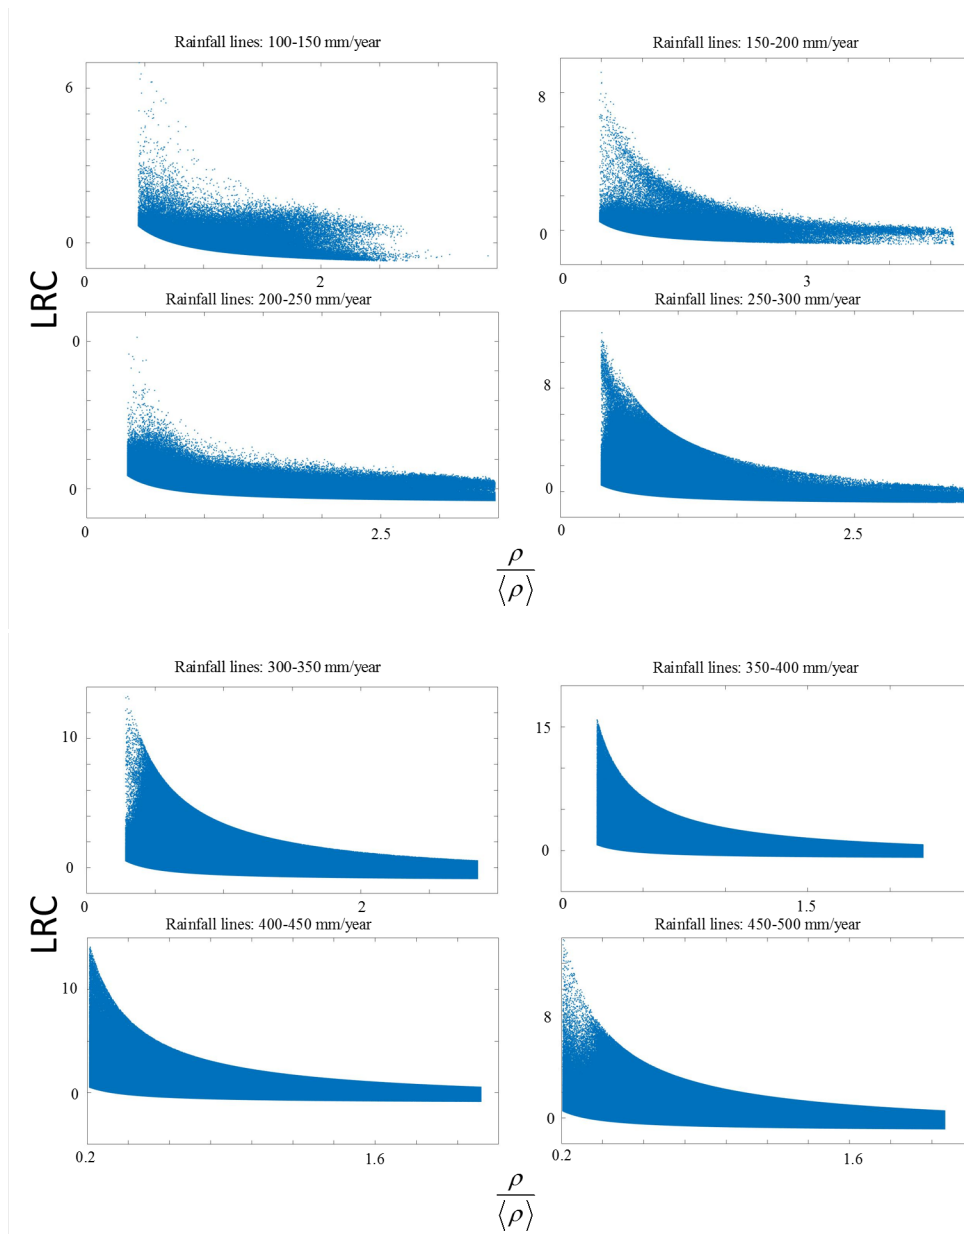 Rainfall lines: 100-150 mm/year
Rainfall lines: 150-200 mm/year
6
0
0
2
8
0
0
3
LRC
Rainfall lines: 200-250 mm/year
Rainfall lines: 250-300 mm/year
0
0
0
2.5
8
0
0
2.5
ρ
⟨ρ⟩
Rainfall lines: 300-350 mm/year
Rainfall lines: 350-400 mm/year
10
0
0
2
15
0
0
1.5
LRC
Rainfall lines: 400-450 mm/year
Rainfall lines: 450-500 mm/year
10
0
0.2
1.6
8
0
0.2
1.6
ρ
⟨ρ⟩